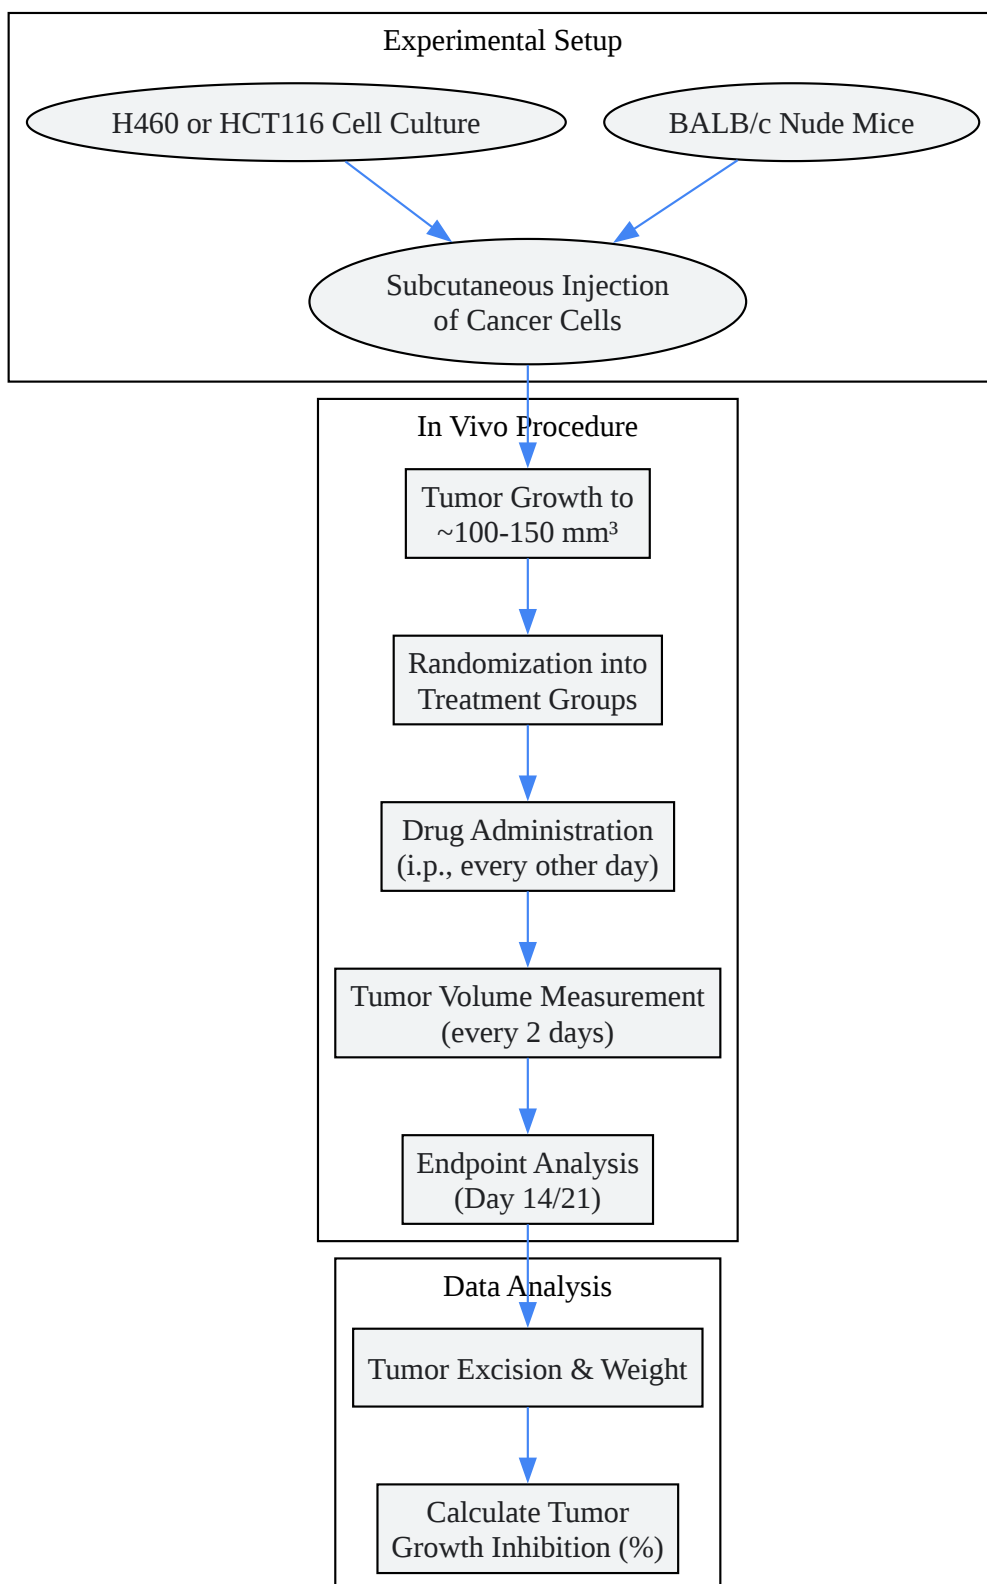 Experimental Setup
H460 or HCT116 Cell Culture
BALB/c Nude Mice
Subcutaneous Injection
of Cancer Cells
In Vivo Procedure
Tumor Growth to
~100-150 mm³
Randomization into
Treatment Groups
Drug Administration
(i.p., every other day)
Tumor Volume Measurement
(every 2 days)
Endpoint Analysis
(Day 14/21)
Data Analysis
Tumor Excision & Weight
Calculate Tumor
Growth Inhibition (%)